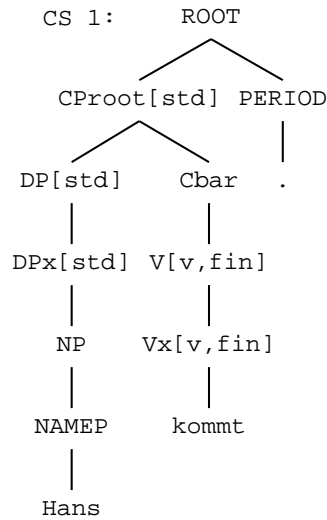 CS 1: ROOT
CProot[std] PERIOD
DP[std] Cbar .
DPx[std] V[v,fin]
NP Vx[v,fin]
NAMEP kommt
Hans